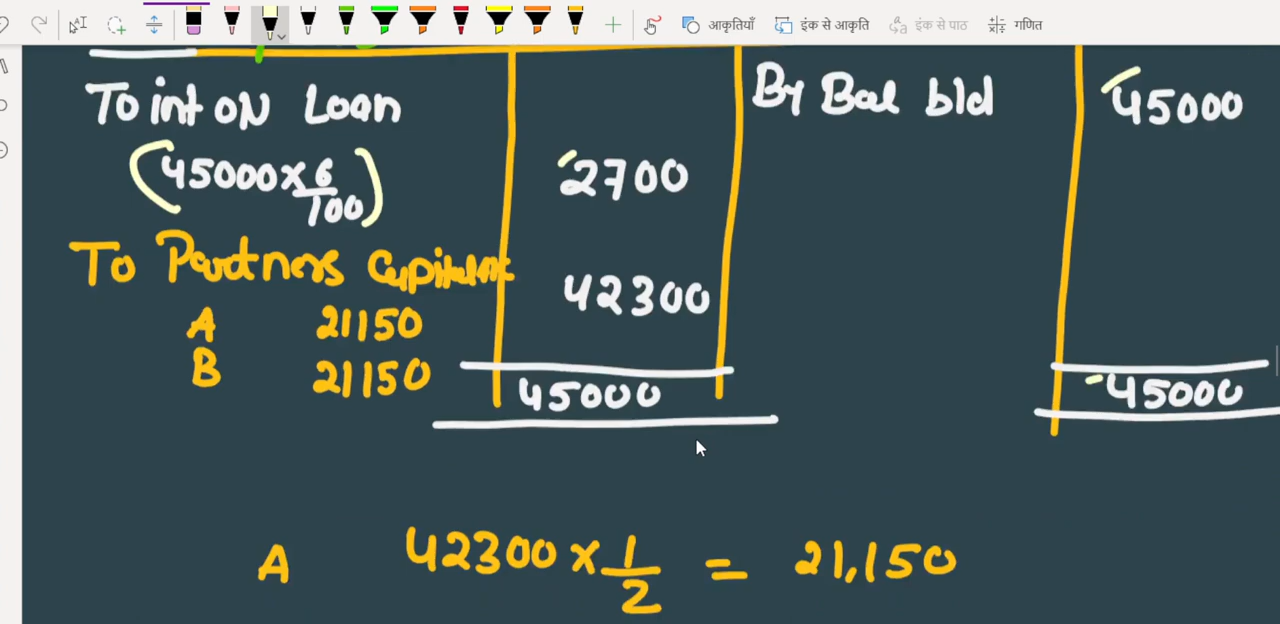 आकृतियाँ इंक से आकृति इंक से पाठ गणित
To int ON Loan By Bal b/d 45000
(45000×6/100) 2700
To Partners Capital A/c 42300
A 21150
B 21150
45000 45000
A 42300 × 1/2 = 21,150